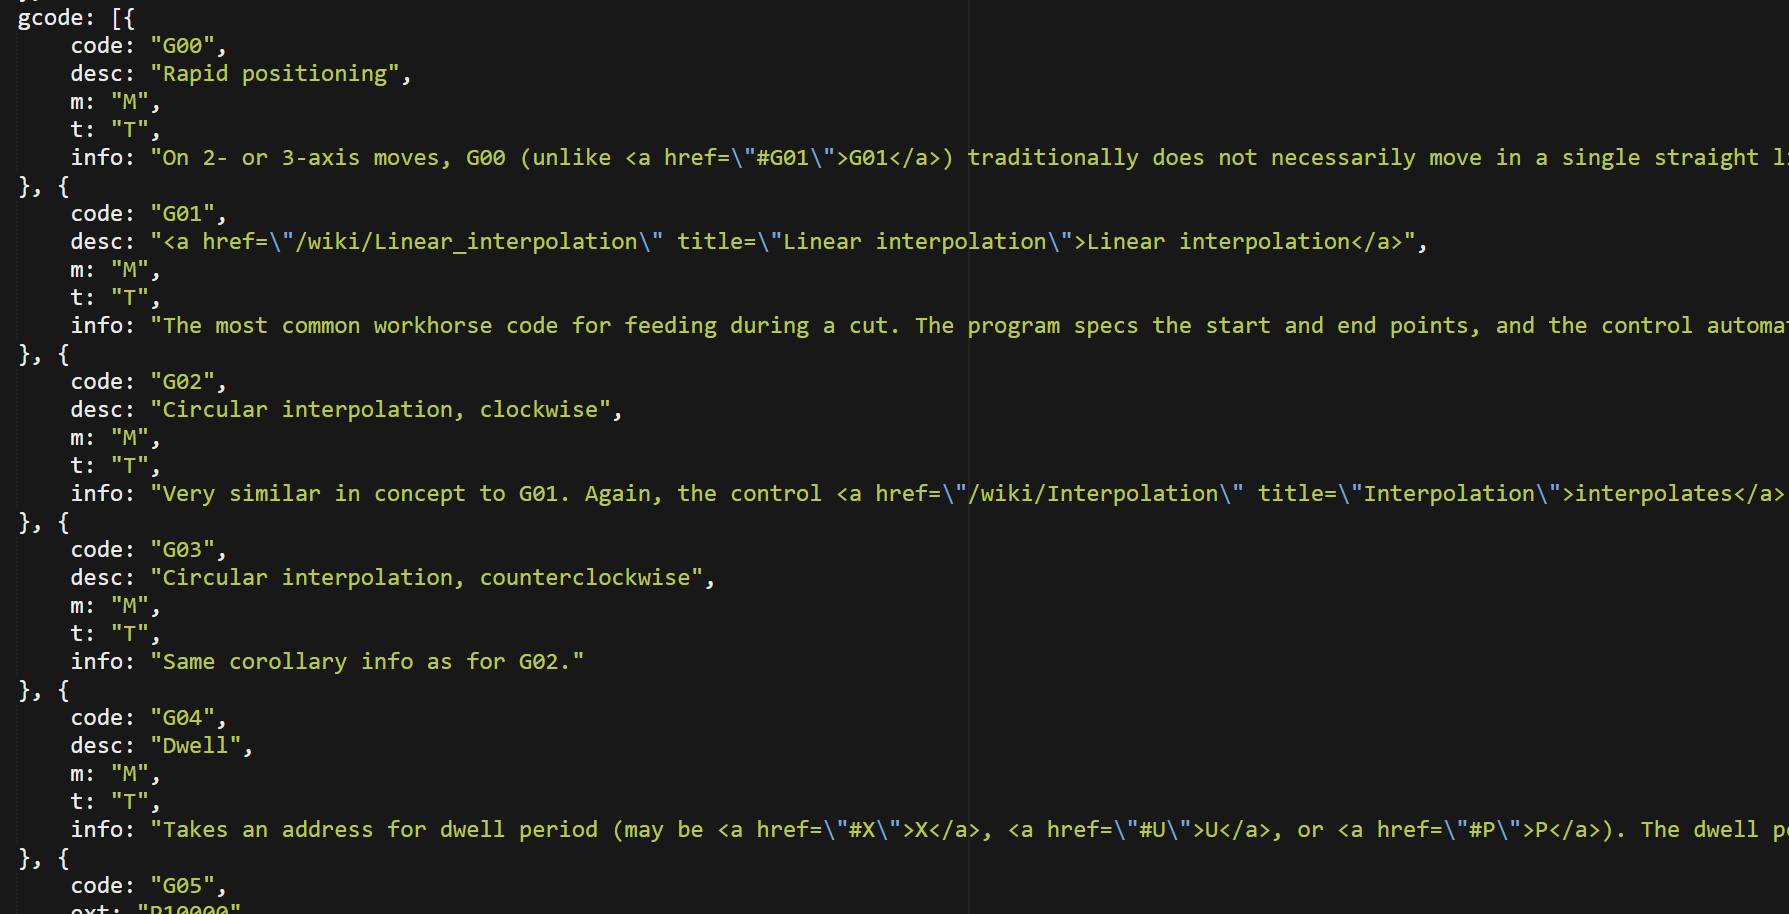 gcode: [{
code: "G00",
desc: "Rapid positioning",
m: "M",
t: "T",
info: "On 2- or 3-axis moves, G00 (unlike <a href=\"#G01\">G01</a>) traditionally does not necessarily move in a single straight
}, {
code: "G01",
desc: "<a href=\"/wiki/Linear_interpolation\" title=\"Linear interpolation\">Linear interpolation</a>",
m: "M",
t: "T",
info: "The most common workhorse code for feeding during a cut. The program specs the start and end points, and the control
}, {
code: "G02",
desc: "Circular interpolation, clockwise",
m: "M",
t: "T",
info: "Very similar in concept to G01. Again, the control <a href=\"/wiki/Interpolation\" title=\"Interpolation\">interpolates</a>
}, {
code: "G03",
desc: "Circular interpolation, counterclockwise",
m: "M",
t: "T",
info: "Same corollary info as for G02."
}, {
code: "G04",
desc: "Dwell",
m: "M",
t: "T",
info: "Takes an address for dwell period (may be <a href=\"#X\">X</a>, <a href=\"#U\">U</a>, or <a href=\"#P\">P</a>). The dwell
}, {
code: "G05",
ext: "P10000"